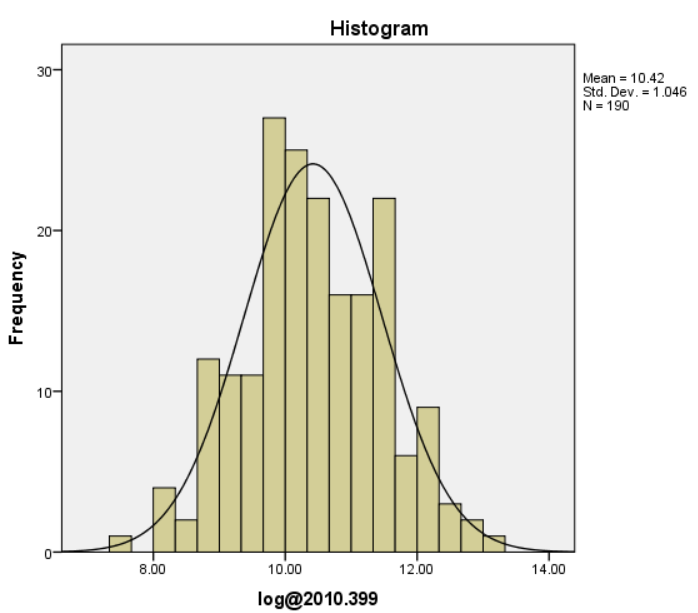 Histogram
Mean = 10.42
Std. Dev. = 1.046
N = 190
30
20
10
0
Frequency
8.00 10.00 12.00 14.00
log@2010.399